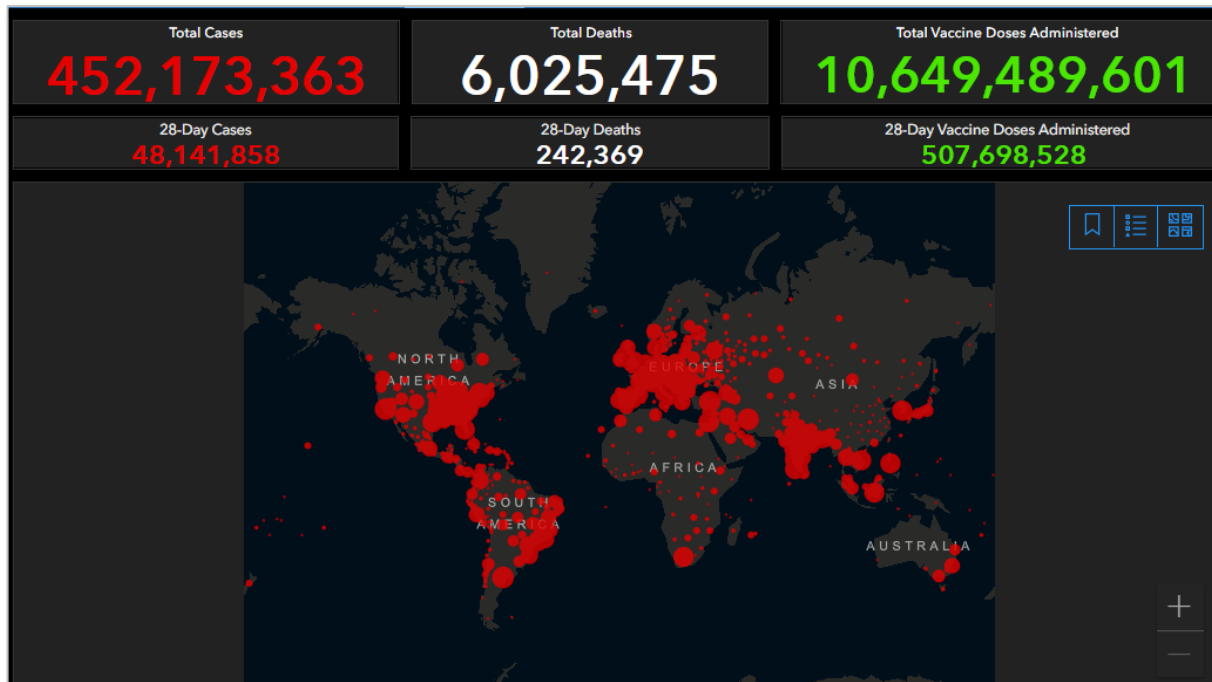 Total Cases
452,173,363
Total Deaths
6,025,475
Total Vaccine Doses Administered
10,649,489,601
28-Day Cases
48,141,858
28-Day Deaths
242,369
28-Day Vaccine Doses Administered
507,698,528
NORTH
AMERICA
EUROPE
ASIA
AFRICA
SOUTH
AMERICA
AUSTRALIA